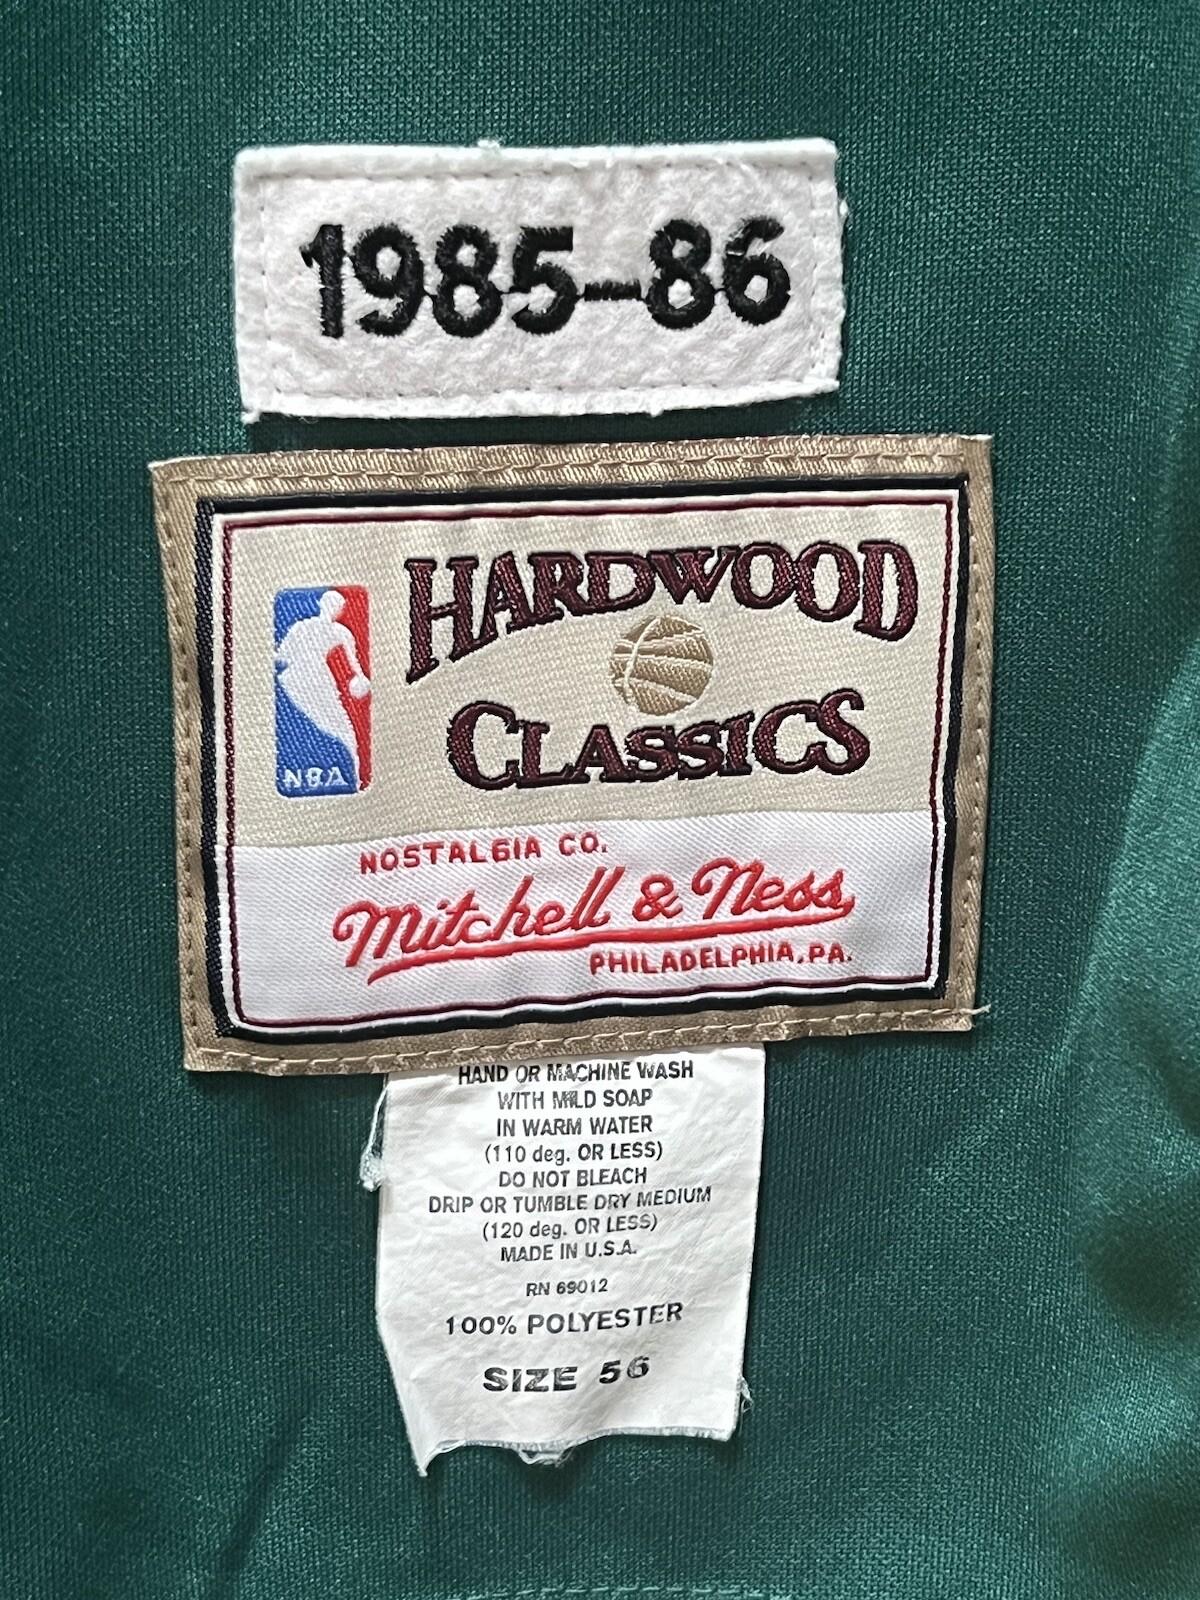 1985-86
HARDWOOD
CLASSICS
NBA
NOSTALGIA CO.
Mitchell & Ness
PHILADELPHIA, PA.
HAND OR MACHINE WASH
WITH MILD SOAP
IN WARM WATER
(110 deg. OR LESS)
DO NOT BLEACH
DRIP OR TUMBLE DRY MEDIUM
(120 deg. OR LESS)
MADE IN U.S.A.
RN 69012
100% POLYESTER
SIZE 56